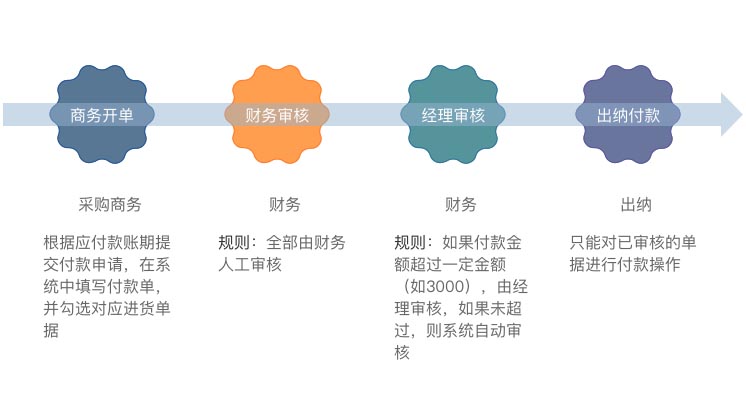 商务开单
财务审核
经理审核
出纳付款
采购商务
财务
财务
出纳
根据应付款账期提
交付款申请，在系
统中填写付款单，
并勾选对应进货单
据
规则：全部由财务
人工审核
规则：如果付款金
额超过一定金额
（如3000），由经
理审核，如果未超
过，则系统自动审
核
只能对已审核的单
据进行付款操作